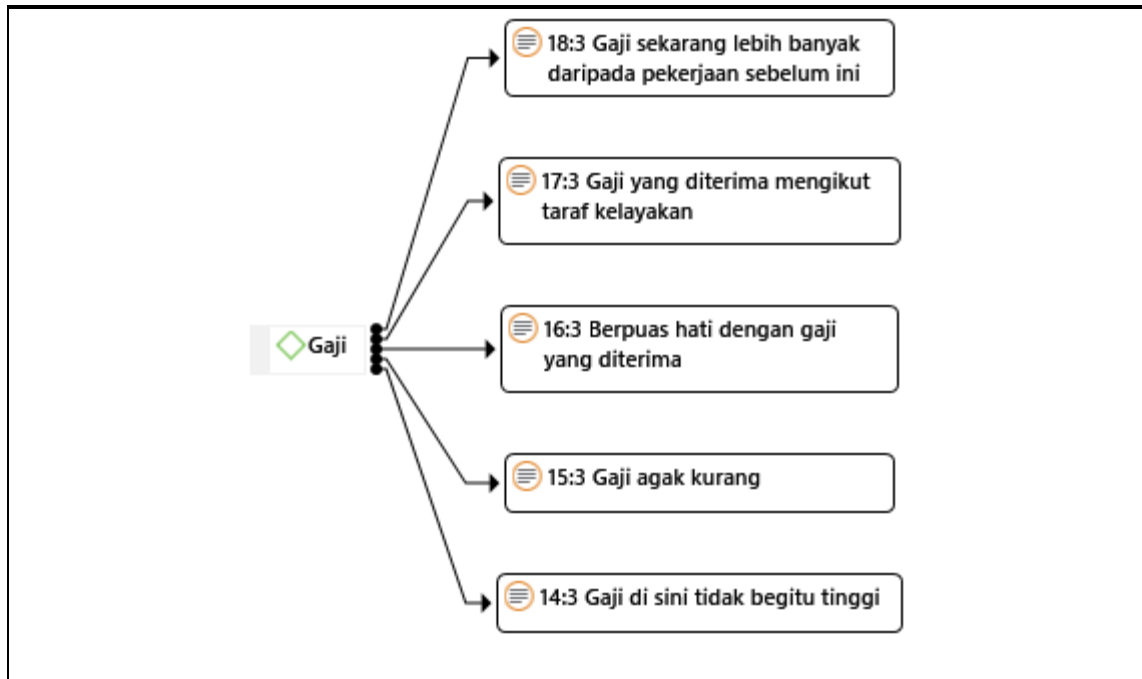 18:3 Gaji sekarang lebih banyak
daripada pekerjaan sebelum ini
17:3 Gaji yang diterima mengikut
taraf kelayakan
Gaji
16:3 Berpuas hati dengan gaji
yang diterima
15:3 Gaji agak kurang
14:3 Gaji di sini tidak begitu tinggi